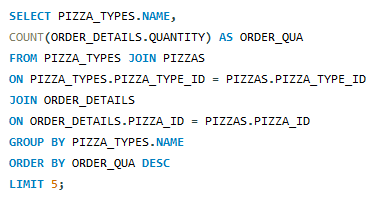 SELECT PIZZA_TYPES.NAME,
COUNT(ORDER_DETAILS.QUANTITY) AS ORDER_QUA
FROM PIZZA_TYPES JOIN PIZZAS
ON PIZZA_TYPES.PIZZA_TYPE_ID = PIZZAS.PIZZA_TYPE_ID
JOIN ORDER_DETAILS
ON ORDER_DETAILS.PIZZA_ID = PIZZAS.PIZZA_ID
GROUP BY PIZZA_TYPES.NAME
ORDER BY ORDER_QUA DESC
LIMIT 5;